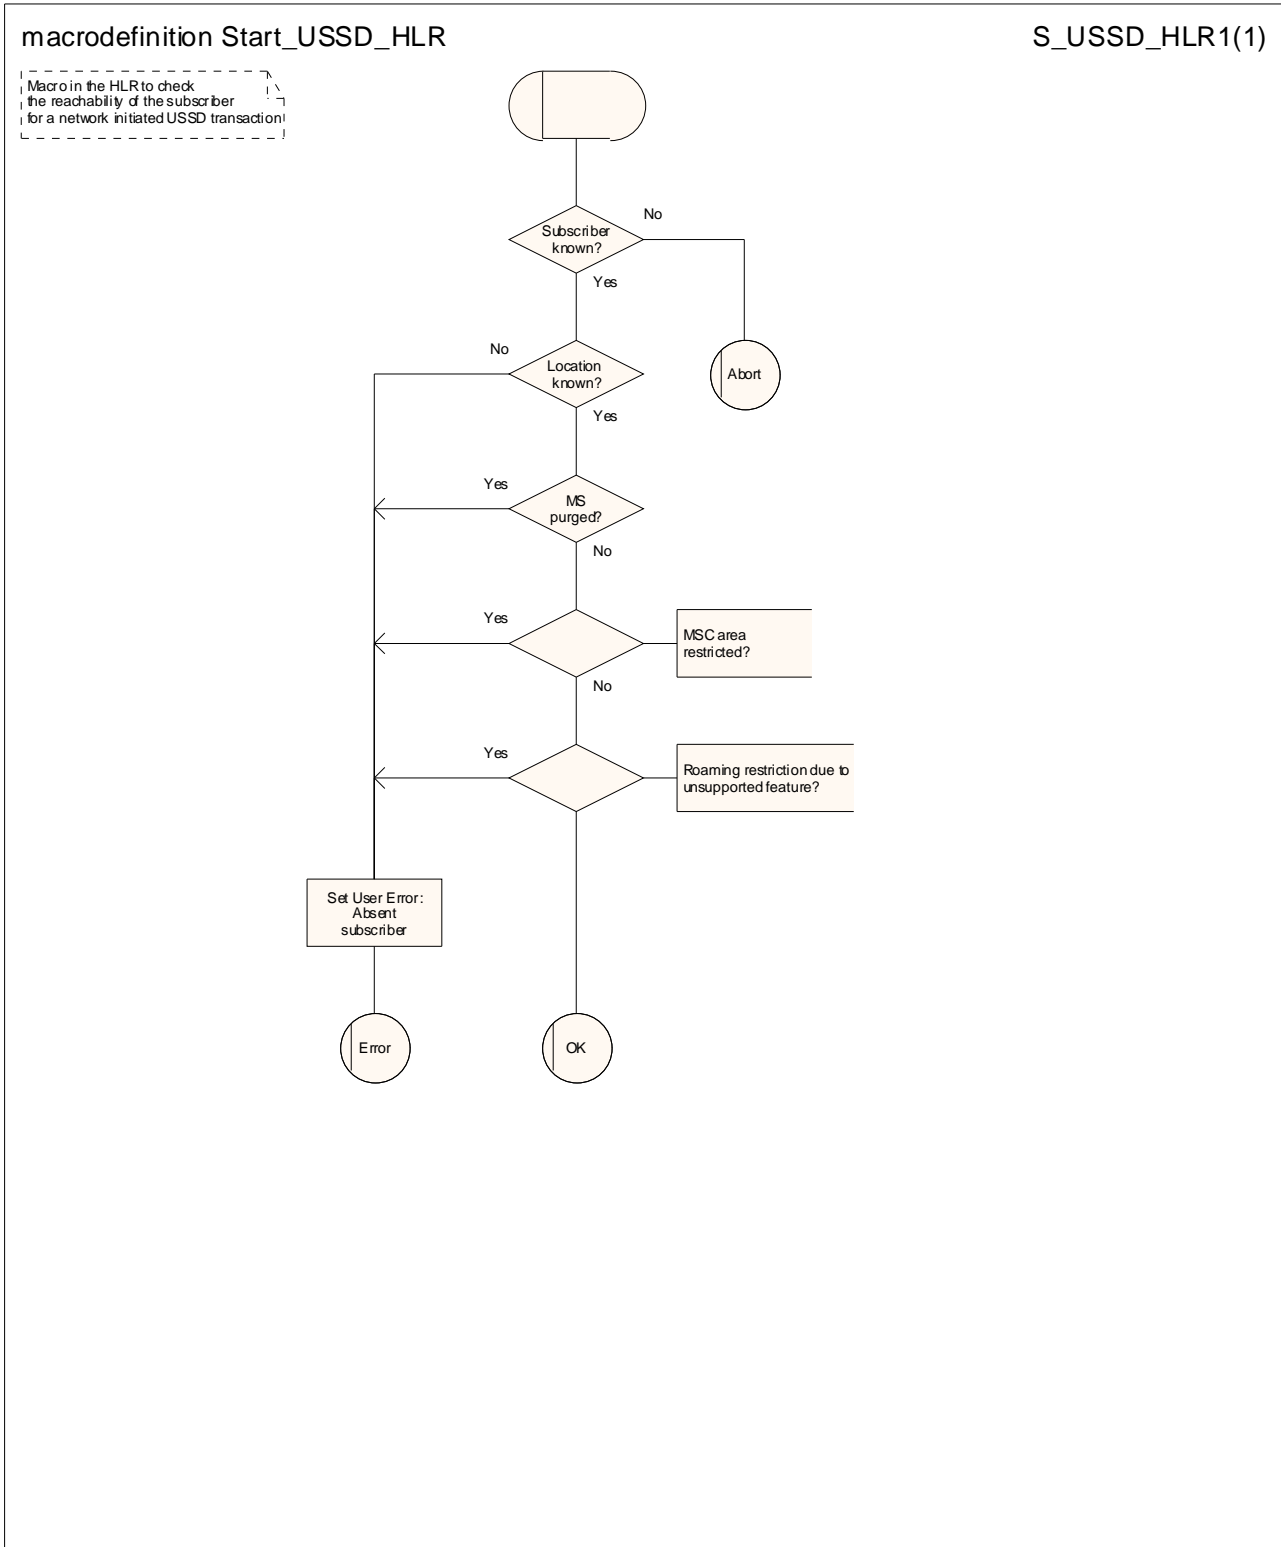 macrodefinition Start_USSD_HLR
S_USSD_HLR1(1)
Macro in the HLR to check
the reachability of the subscriber
for a network initiated USSD transaction
No
Subscriber
known?
Yes
No
Location
known?
Abort
Yes
Yes
MS
purged?
No
Yes
MSC area
restricted?
No
Yes
Roaming restriction due to
unsupported feature?
Set User Error:
Absent
subscriber
Error
OK